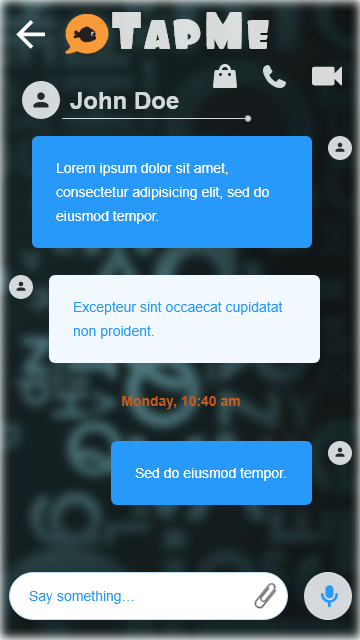 TapMe
John Doe
Lorem ipsum dolor sit amet,
consectetur adipisicing elit, sed do
eiusmod tempor.
Excepteur sint occaecat cupidatat
non proident.
Monday, 10:40 am
Sed do eiusmod tempor.
Say something...